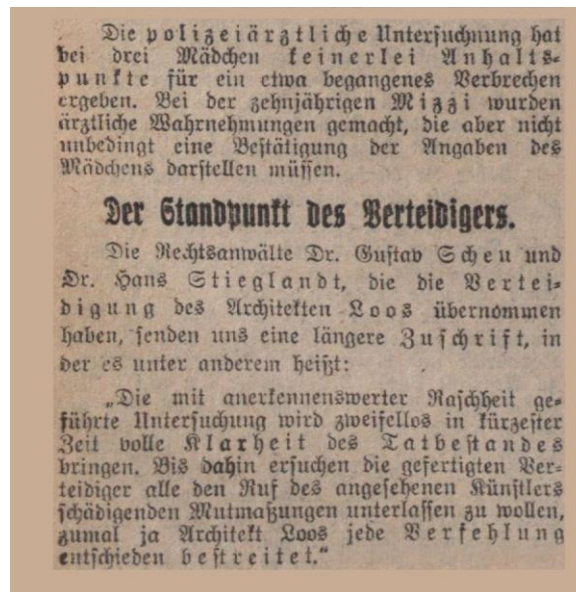 Die polizeiärztliche Untersuchnung hat
bei drei Mädchen keinerlei Anhalts-
punkte für ein etwa begangenes Verbrechen
ergeben. Bei der zehnjährigen Mizzi wurden
ärztliche Wahrnehmungen gemacht, die aber nicht
unbedingt eine Bestätigung der Angaben des
Mädchens darstellen müssen.
Der Standpunkt des Verteidigers.
Die Rechtsanwälte Dr. Gustav Scheu und
Dr. Hans Stieglandt, die die Vertei-
digung des Architekten Loos übernommen
haben, senden uns eine längere Zuschrift, in
der es unter anderem heißt:
„Die mit anerkennenswerter Raschheit ge-
führte Untersuchung wird zweifellos in kürzester
Zeit volle Klarheit des Tatbestandes
bringen. Bis dahin ersuchen die gefertigten Ver-
teidiger alle den Ruf des angesehenen Künstlers
schädigenden Mutmaßungen unterlassen zu wollen,
zumal ja Architekt Loos jede Verfehlung
entschieden bestreitet.“